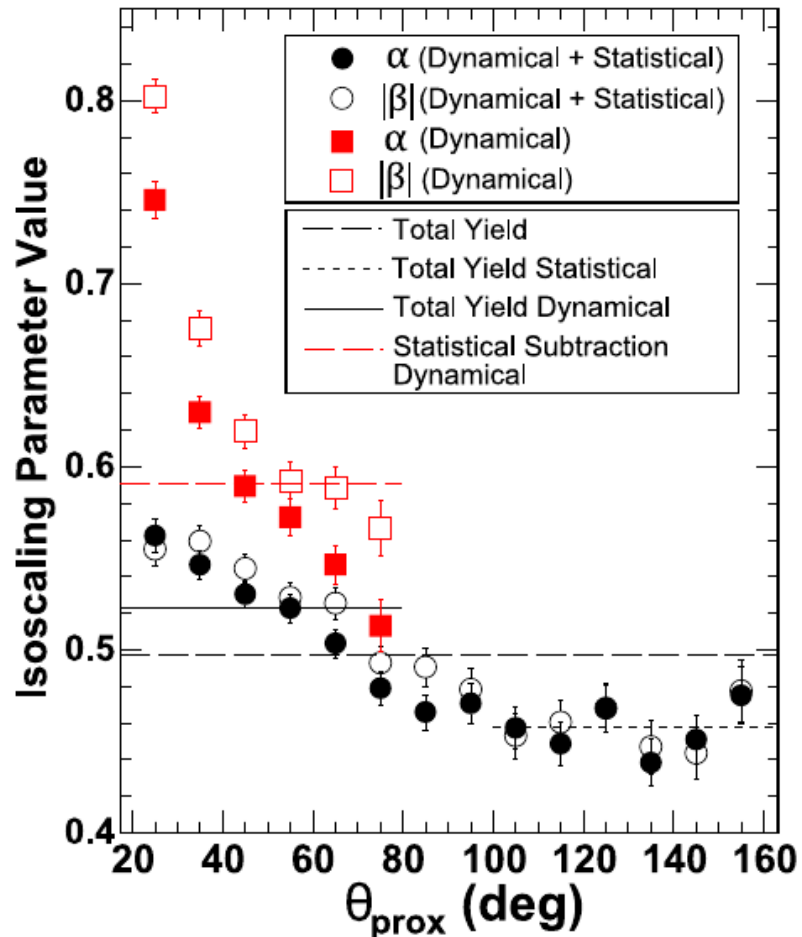 α (Dynamical + Statistical)
|β| (Dynamical + Statistical)
α (Dynamical)
|β| (Dynamical)
Total Yield
Total Yield Statistical
Total Yield Dynamical
Statistical Subtraction
Dynamical
Isoscaling Parameter Value
0.8
0.7
0.6
0.5
0.4
20 40 60 80 100 120 140 160
θprox (deg)